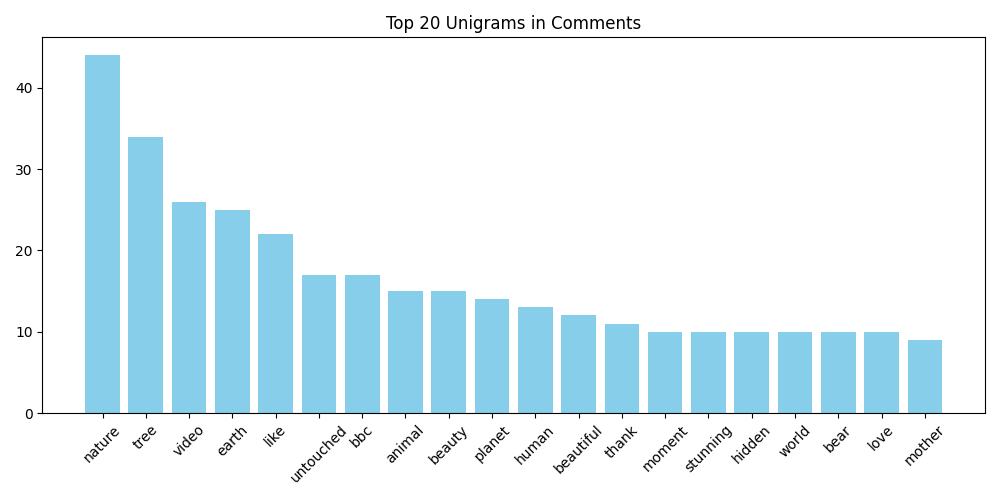 Top 20 Unigrams in Comments
40
30
20
10
0
nature
tree
video
earth
like
untouched
bbc
animal
beauty
planet
human
beautiful
thank
moment
stunning
hidden
world
bear
love
mother